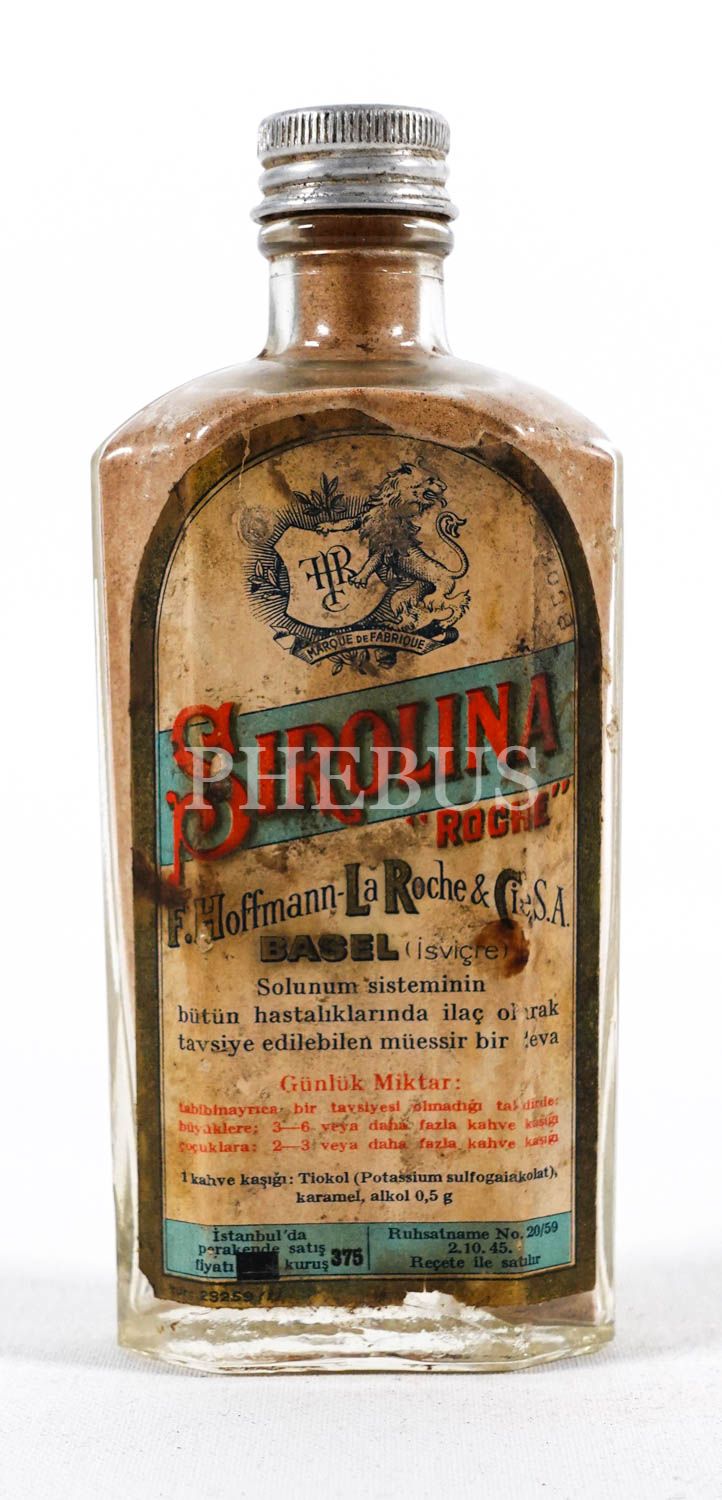 HLRC
MARQUE DE FABRIQUE
SIROLINA
PHEBUS
"ROCHE"
F. Hoffmann-La Roche & Cie, S.A.
BASEL (isviçre)
Solunum sisteminin
bütün hastalıklarında ilaç olarak
tavsiye edilebilen müessir bir deva
Günlük Miktar:
tabibinayrıca bir tavsiyesi olmadığı takdirde:
büyüklere; 3—6 veya daha fazla kahve kaşığı
çocuklara: 2—3 veya daha fazla kahve kaşığı
1 kahve kaşığı: Tiokol (Potassium sulfogaiakolat),
karamel, alkol 0,5 g
İstanbul'da
perakende satış
fiyatı kuruş 375
Ruhsatname No. 20/59
2.10.45.
Reçete ile satılır
29259/